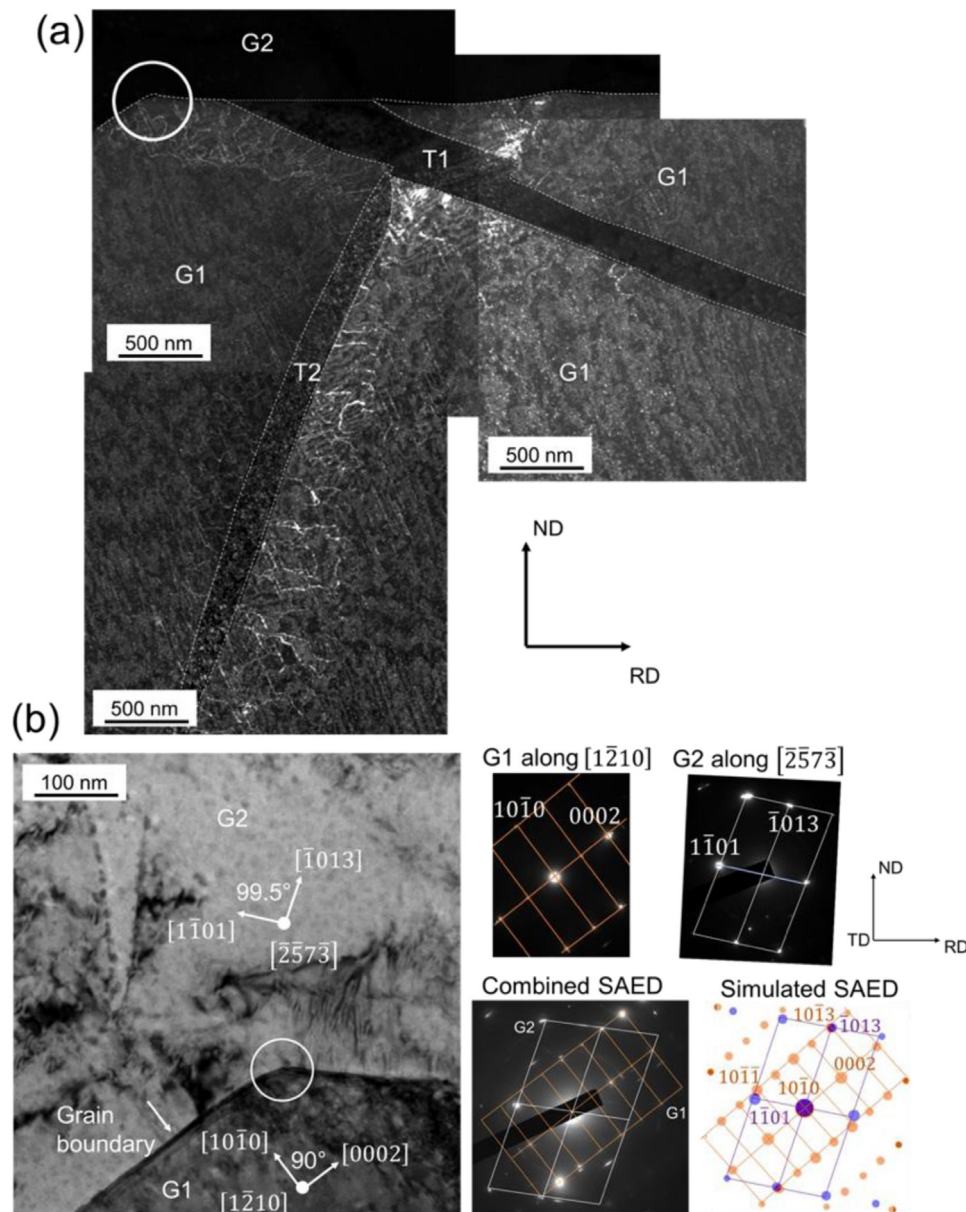 (a)
G2
T1
G1
G1
500 nm
T2
G1
500 nm
500 nm
ND
RD
(b)
100 nm
G2
[1̄013]
99.5°
[11̄01]
[2̄5̄73̄]
Grain
boundary
[101̄0]
90°
[0002]
G1
[12̄10]
G1 along [12̄10]
101̄0
0002
G2 along [2̄5̄73̄]
1̄013
11̄01
ND
TD
RD
Combined SAED
G2
G1
Simulated SAED
101̄3
1̄013
0002
101̄1̄
101̄0
11̄01